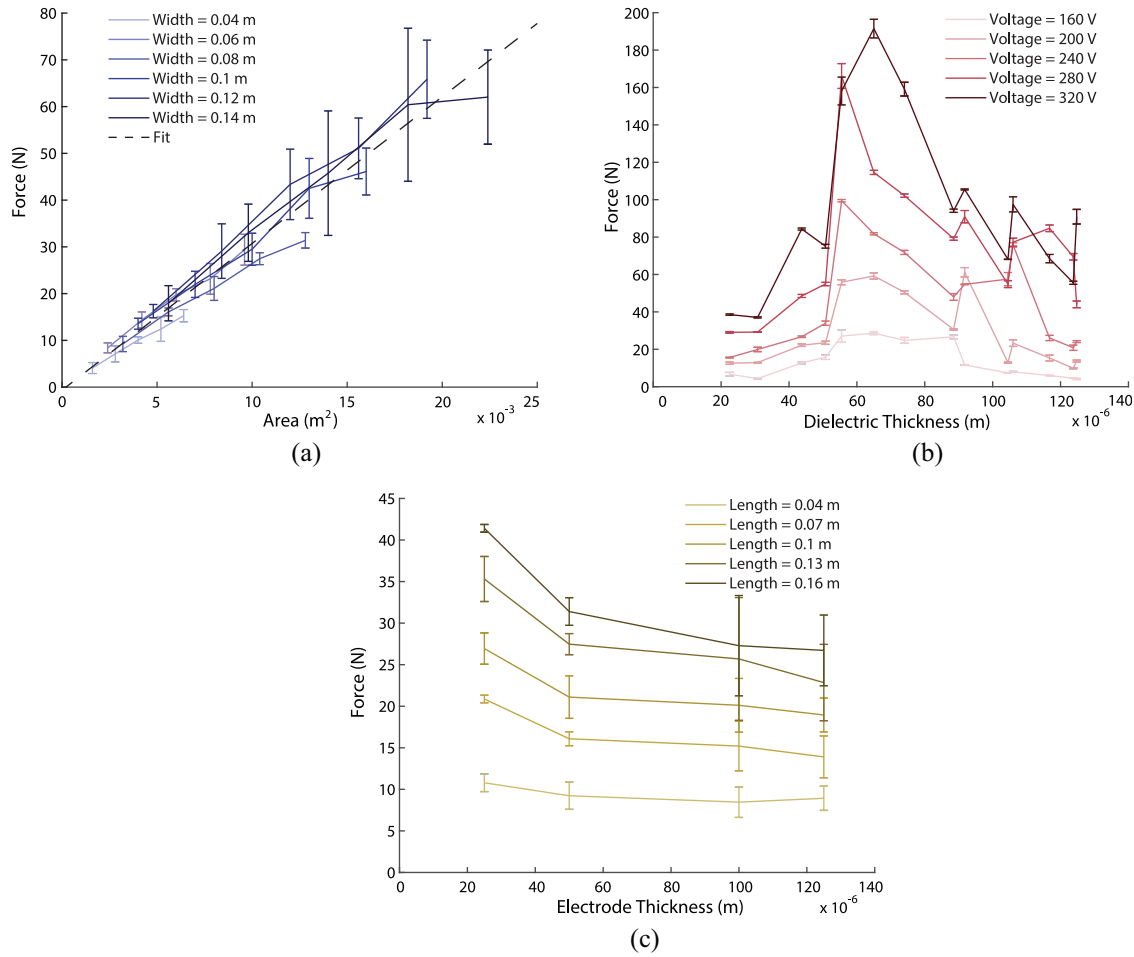 80
70
60
50
40
30
20
10
0
Force (N)
Width = 0.04 m
Width = 0.06 m
Width = 0.08 m
Width = 0.1 m
Width = 0.12 m
Width = 0.14 m
Fit
0 5 10 15 20 25
Area (m²) × 10⁻³
(a)
200
180
160
140
120
100
80
60
40
20
0
Force (N)
Voltage = 160 V
Voltage = 200 V
Voltage = 240 V
Voltage = 280 V
Voltage = 320 V
20 40 60 80 100 120 140
Dielectric Thickness (m) × 10⁻⁶
(b)
45
40
35
30
25
20
15
10
5
0
Force (N)
Length = 0.04 m
Length = 0.07 m
Length = 0.1 m
Length = 0.13 m
Length = 0.16 m
0 20 40 60 80 100 120 140
Electrode Thickness (m) × 10⁻⁶
(c)